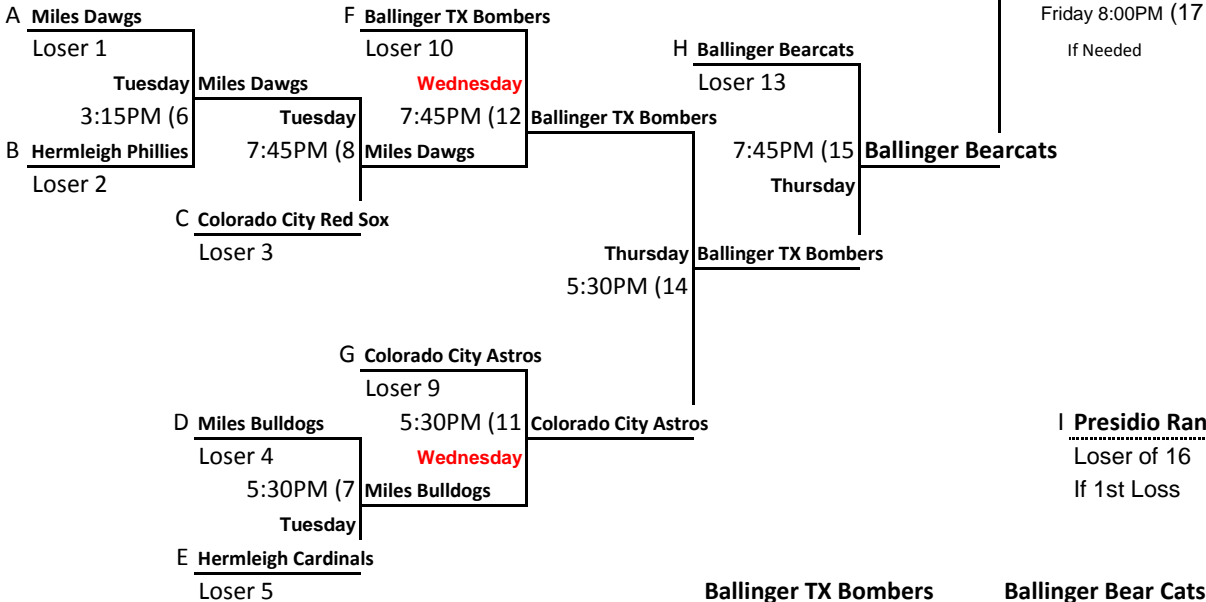 A Miles Dawgs F Ballinger TX Bombers Friday 8:00PM (17
Loser 1 Loser 10 H Ballinger Bearcats If Needed
Tuesday Miles Dawgs Wednesday Loser 13
3:15PM (6 Tuesday 7:45PM (12 Ballinger TX Bombers
B Hermleigh Phillies 7:45PM (8 Miles Dawgs 7:45PM (15 Ballinger Bearcats
Loser 2 Thursday
C Colorado City Red Sox
Loser 3 Thursday Ballinger TX Bombers
5:30PM (14
G Colorado City Astros
Loser 9
D Miles Bulldogs 5:30PM (11 Colorado City Astros I Presidio Ran
Loser 4 Wednesday Loser of 16
5:30PM (7 Miles Bulldogs If 1st Loss
Tuesday
E Hermleigh Cardinals
Loser 5 Ballinger TX Bombers Ballinger Bear Cats